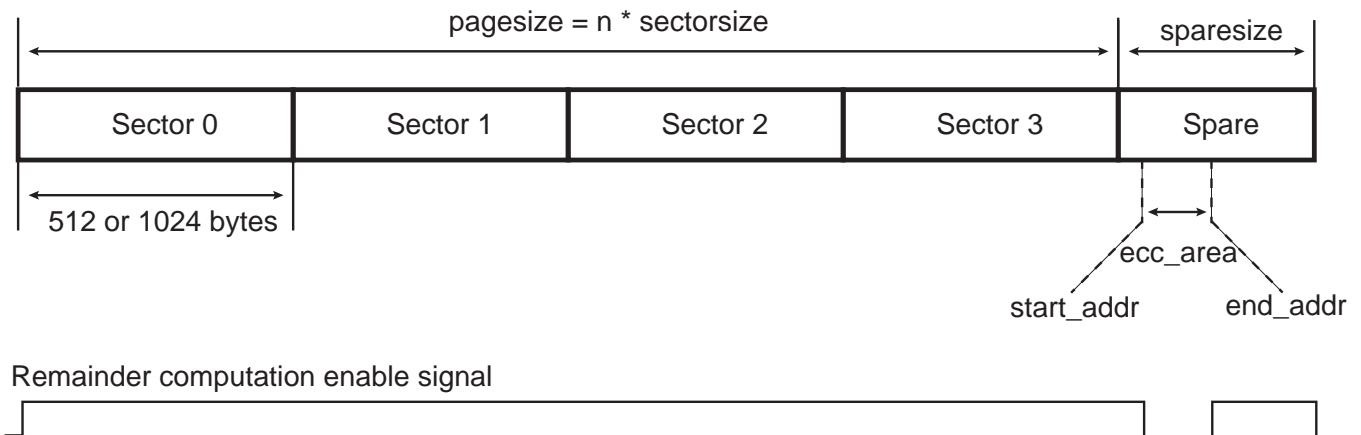 pagesize = n * sectorsize
sparesize
Sector 0
Sector 1
Sector 2
Sector 3
Spare
512 or 1024 bytes
ecc_area
start_addr
end_addr
Remainder computation enable signal